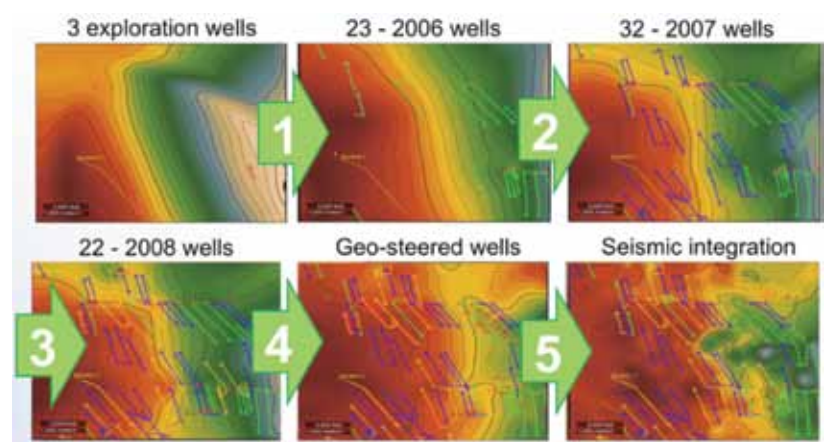 3 exploration wells
23 - 2006 wells
32 - 2007 wells
1
2
22 - 2008 wells
Geo-steered wells
Seismic integration
3
4
5